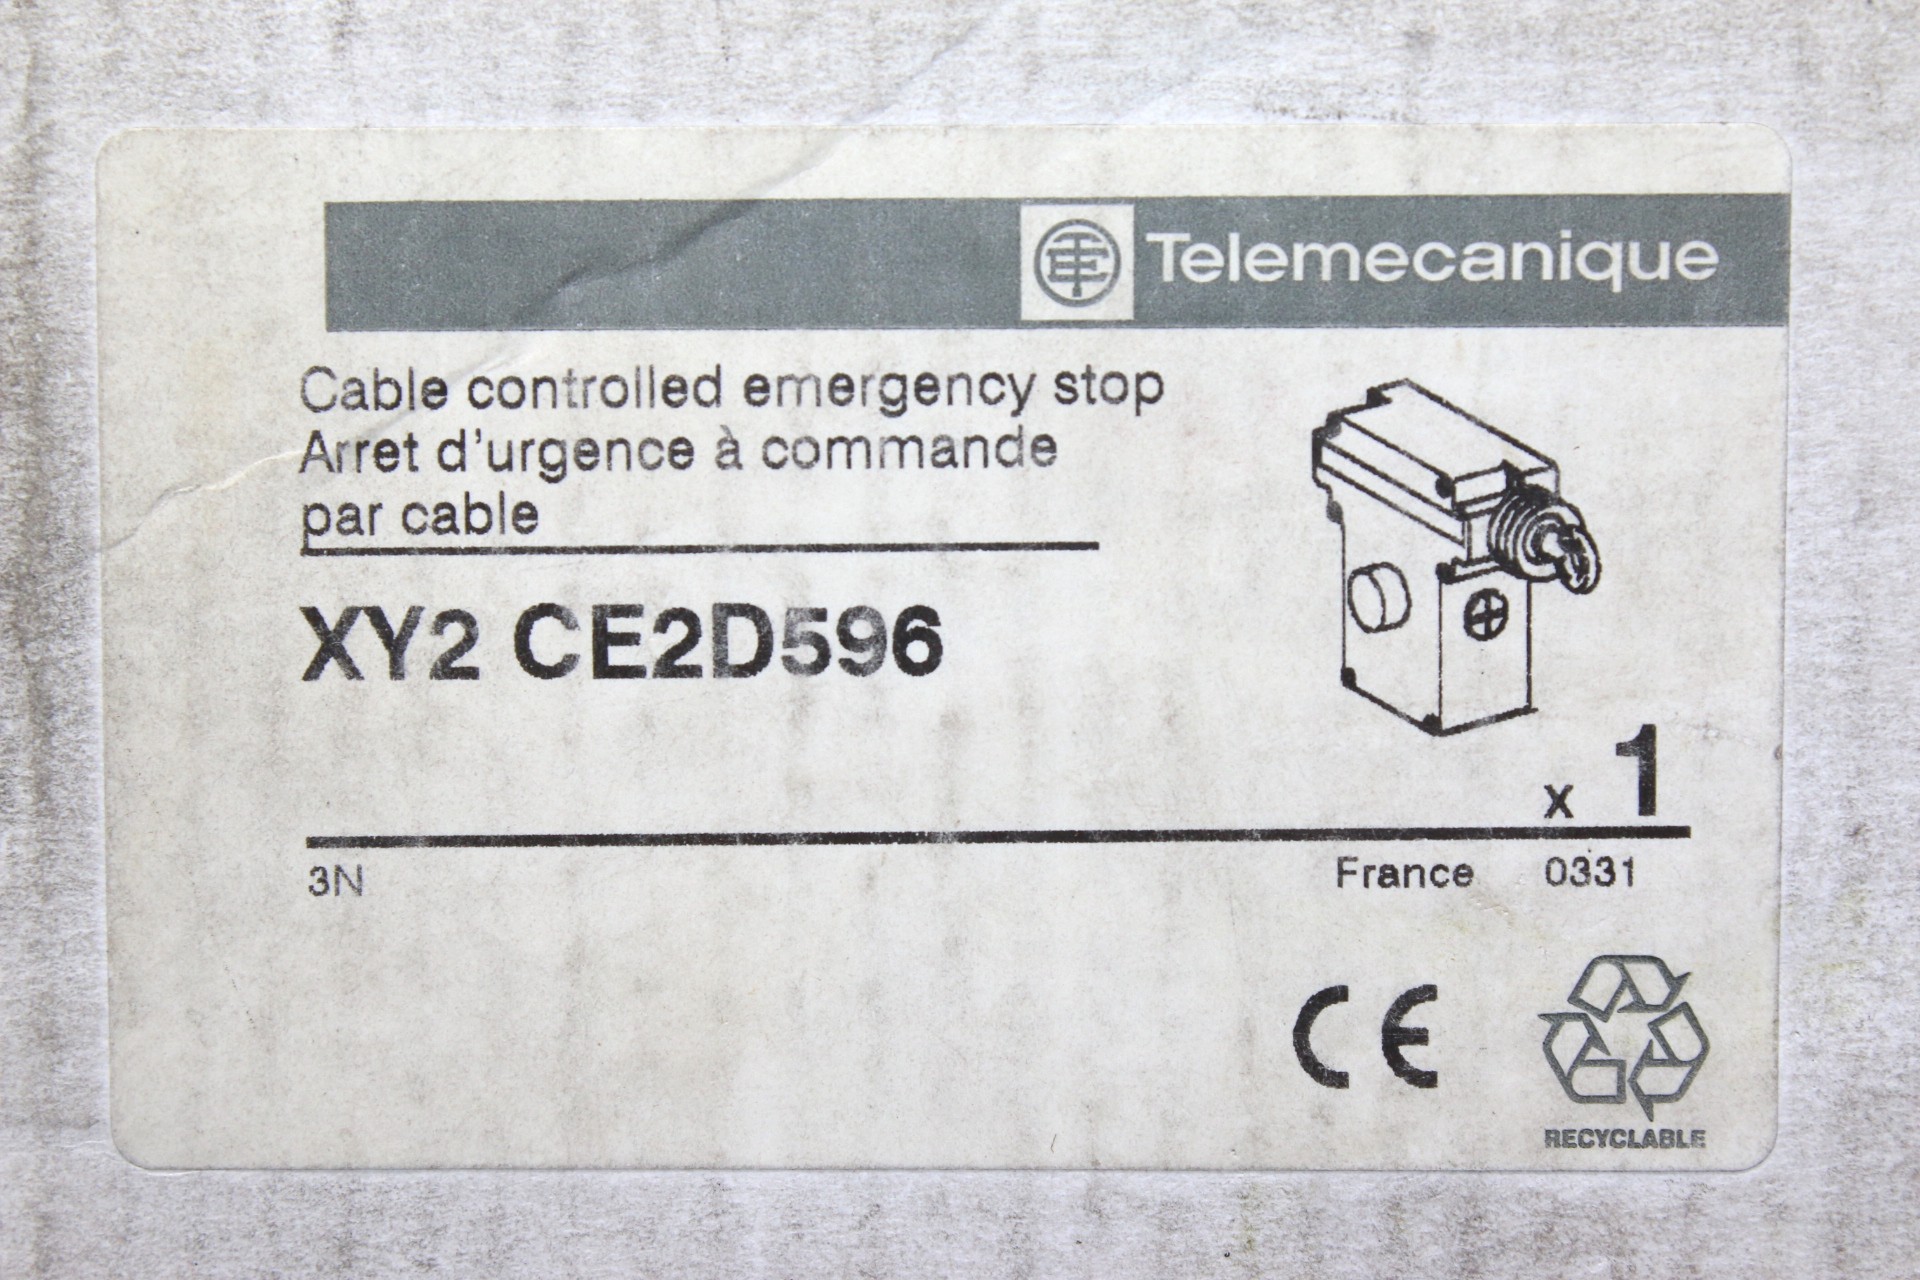 Telemecanique
Cable controlled emergency stop
Arret d'urgence à commande
par cable
XY2 CE2D596
x 1
3N France 0331
CE
RECYCLABLE